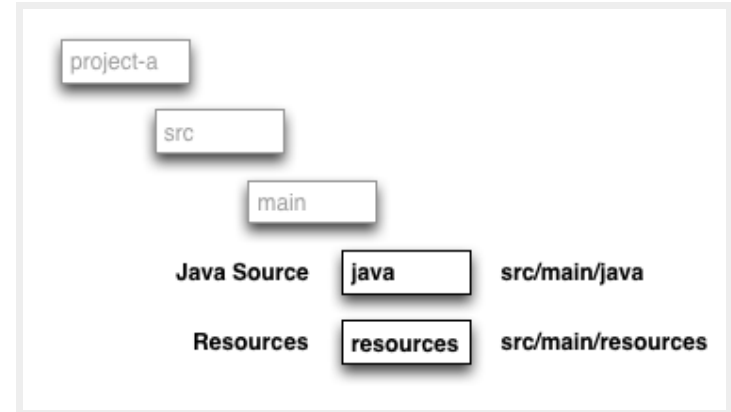 project-a
src
main
Java Source java src/main/java
Resources resources src/main/resources